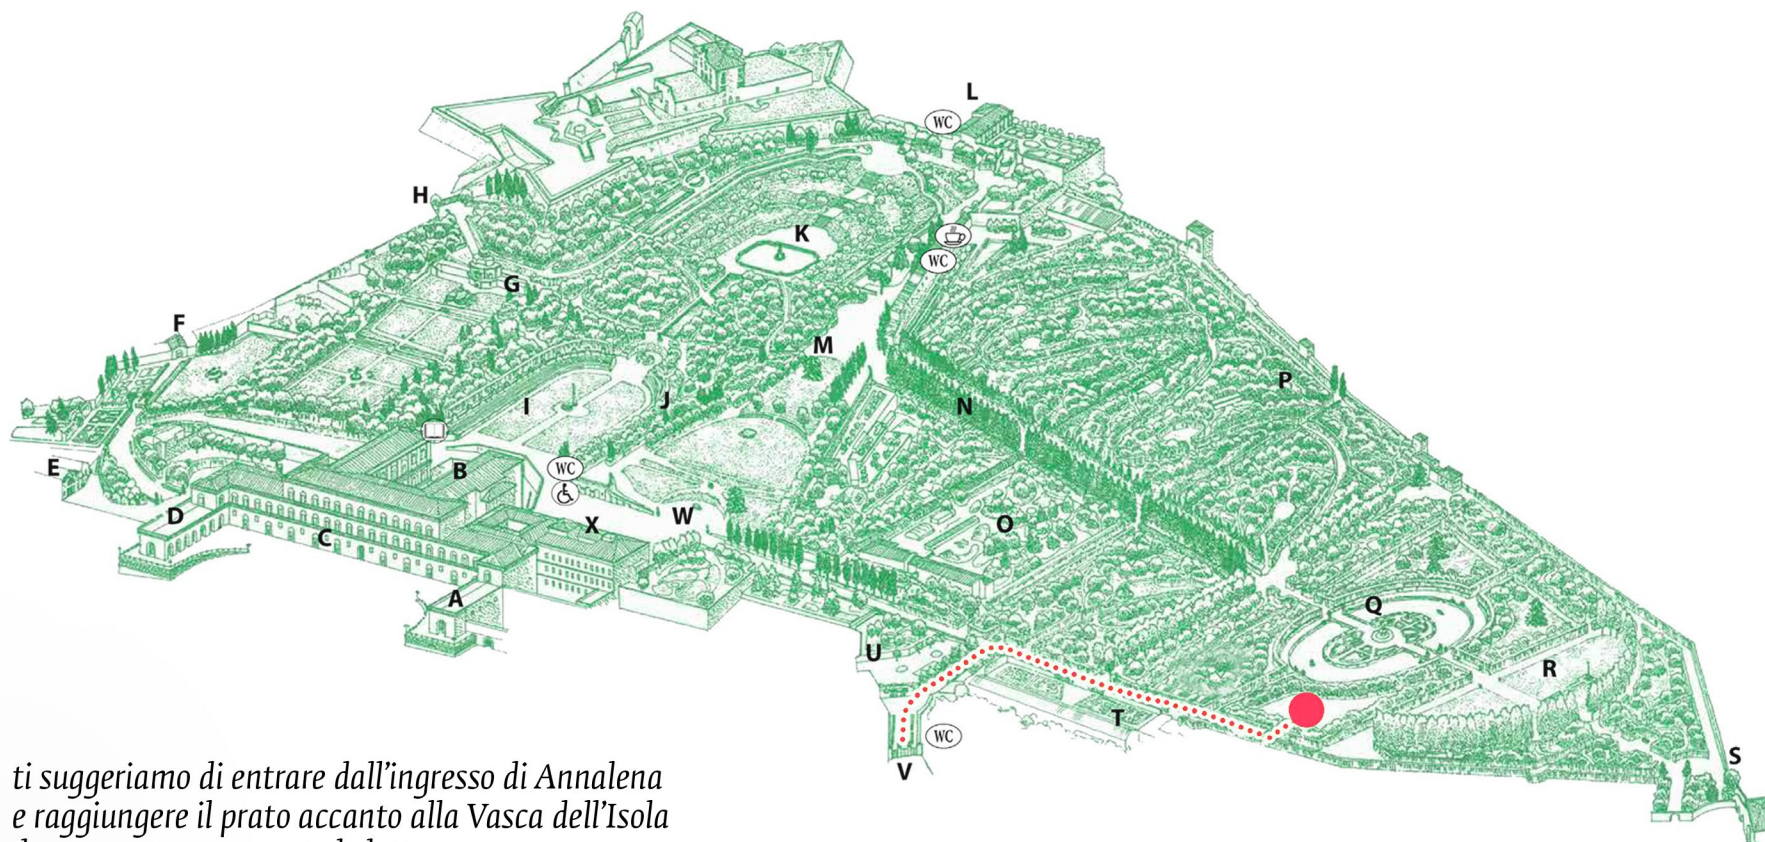 L
WC
H
K
WC
G
F
M
P
I
J
N
E
B
WC
D
C
X
W
O
A
Q
U
R
T
WC
V
S
ti suggeriamo di entrare dall’ingresso di Annalena
e raggiungere il prato accanto alla Vasca dell’Isola